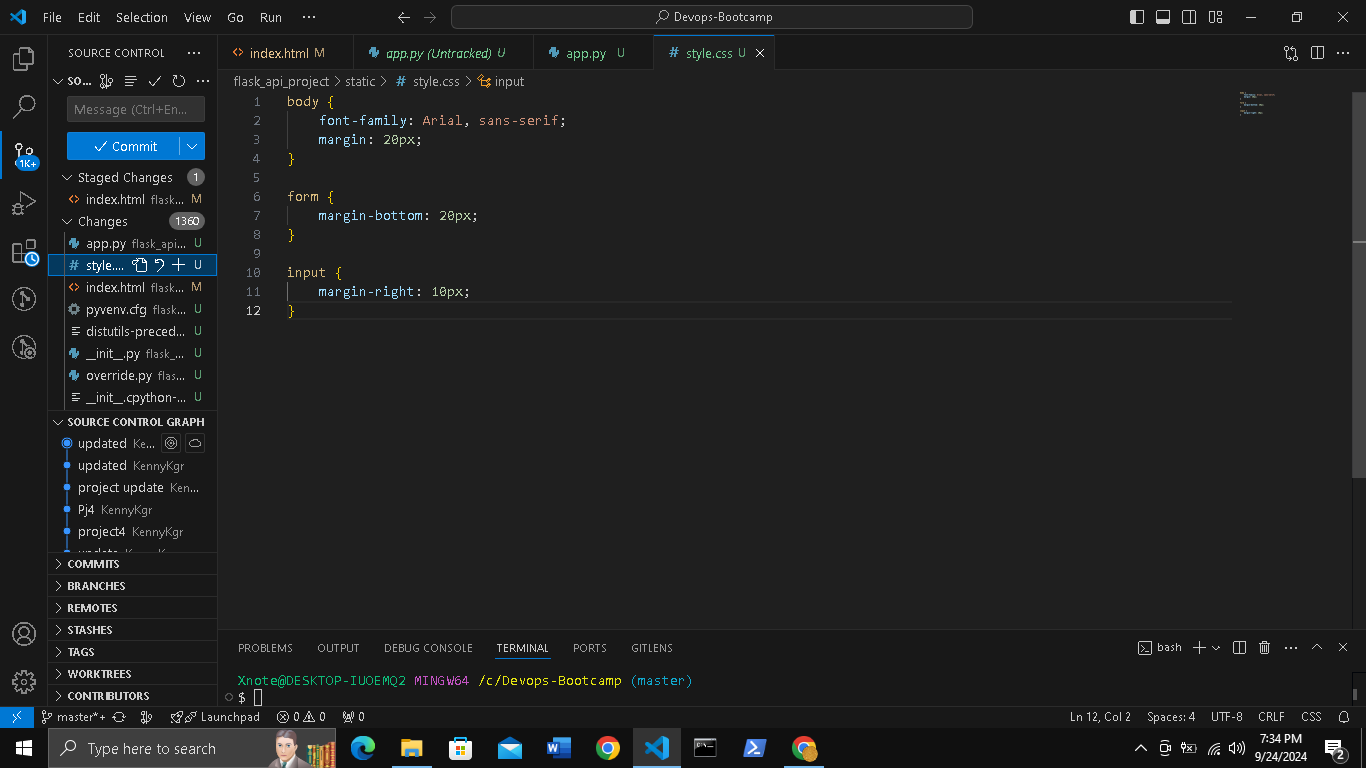 File Edit Selection View Go Run ···
Devops-Bootcamp
SOURCE CONTROL ···
index.html M
app.py (Untracked) U
app.py U
# style.css U
SO...
flask_api_project > static > # style.css > input
Message (Ctrl+En...
Commit
1K+
Staged Changes 1
index.html flask... M
Changes 1360
app.py flask_api... U
# style.... U
index.html flask... U
pyvenv.cfg flask... U
distutils-preced... U
__init__.py flask_... U
override.py flas... U
__init__.cpython-...
1 body {
2 font-family: Arial, sans-serif;
3 margin: 20px;
4 }
5
6 form {
7 margin-bottom: 20px;
8 }
9
10 input {
11 margin-right: 10px;
12 }
SOURCE CONTROL GRAPH
updated Ke...
updated KennyKgr
project update Ken...
Pj4 KennyKgr
project4 KennyKgr
COMMITS
BRANCHES
REMOTES
STASHES
TAGS
WORKTREES
CONTRIBUTORS
PROBLEMS OUTPUT DEBUG CONSOLE TERMINAL PORTS GITLENS
bash
Xnote@DESKTOP-IUOEMQ2 MINGW64 /c/Devops-Bootcamp (master)
$
master*+ Launchpad 0 0 0
Ln 12, Col 2 Spaces: 4 UTF-8 CRLF CSS
Type here to search
7:34 PM
9/24/2024
2